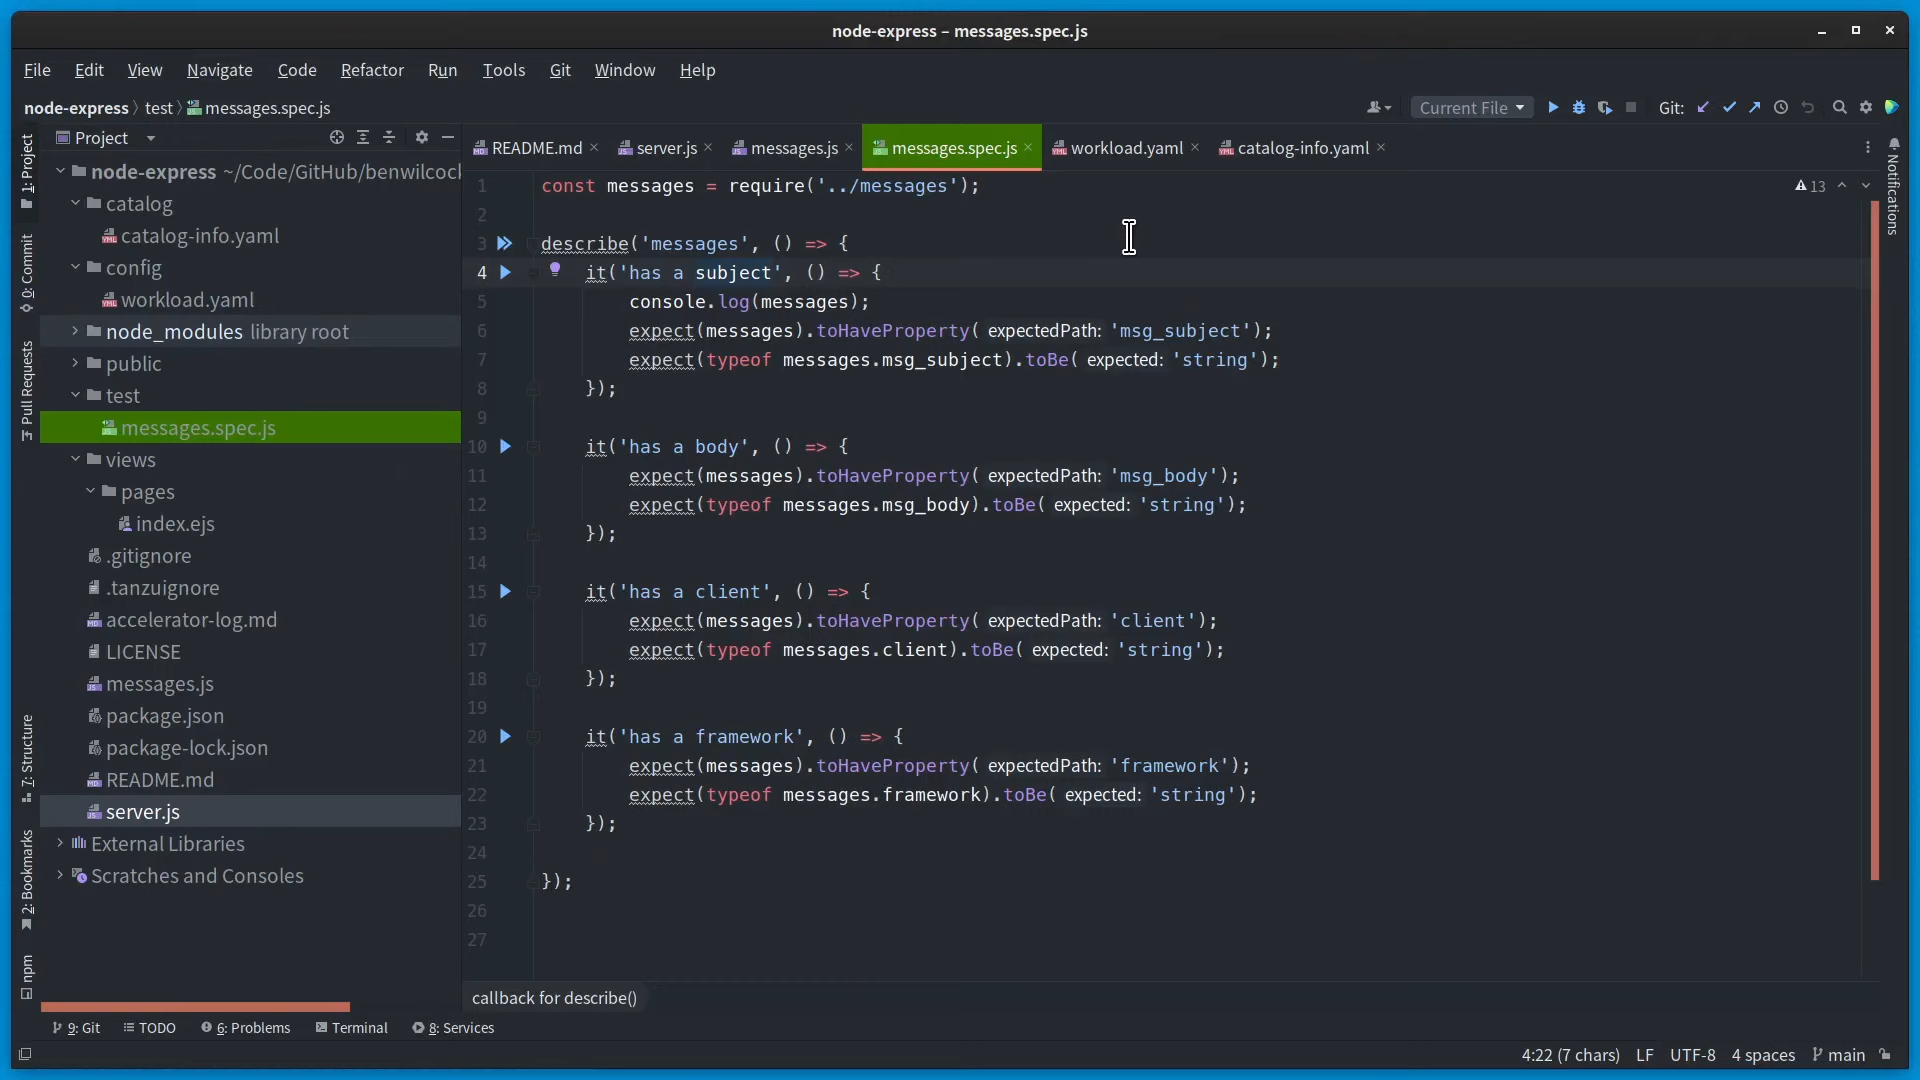 node-express – messages.spec.js
File Edit View Navigate Code Refactor Run Tools Git Window Help
node-express 〉 test 〉 messages.spec.js
Current File
Git:
1: Project
0: Commit
Pull Requests
7: Structure
2: Bookmarks
npm
Project
node-express ~/Code/GitHub/benwilcock
catalog
catalog-info.yaml
config
workload.yaml
node_modules library root
public
test
messages.spec.js
views
pages
index.ejs
.gitignore
.tanzuignore
accelerator-log.md
LICENSE
messages.js
package.json
package-lock.json
README.md
server.js
External Libraries
Scratches and Consoles
README.md server.js messages.js messages.spec.js workload.yaml catalog-info.yaml
13
Notifications
1 const messages = require('../messages');
2
3 describe('messages', () => {
4 it('has a subject', () => {
5 console.log(messages);
6 expect(messages).toHaveProperty( expectedPath: 'msg_subject');
7 expect(typeof messages.msg_subject).toBe( expected: 'string');
8 });
9
10 it('has a body', () => {
11 expect(messages).toHaveProperty( expectedPath: 'msg_body');
12 expect(typeof messages.msg_body).toBe( expected: 'string');
13 });
14
15 it('has a client', () => {
16 expect(messages).toHaveProperty( expectedPath: 'client');
17 expect(typeof messages.client).toBe( expected: 'string');
18 });
19
20 it('has a framework', () => {
21 expect(messages).toHaveProperty( expectedPath: 'framework');
22 expect(typeof messages.framework).toBe( expected: 'string');
23 });
24
25 });
26
27
callback for describe()
9: Git TODO 6: Problems Terminal 8: Services
4:22 (7 chars) LF UTF-8 4 spaces main